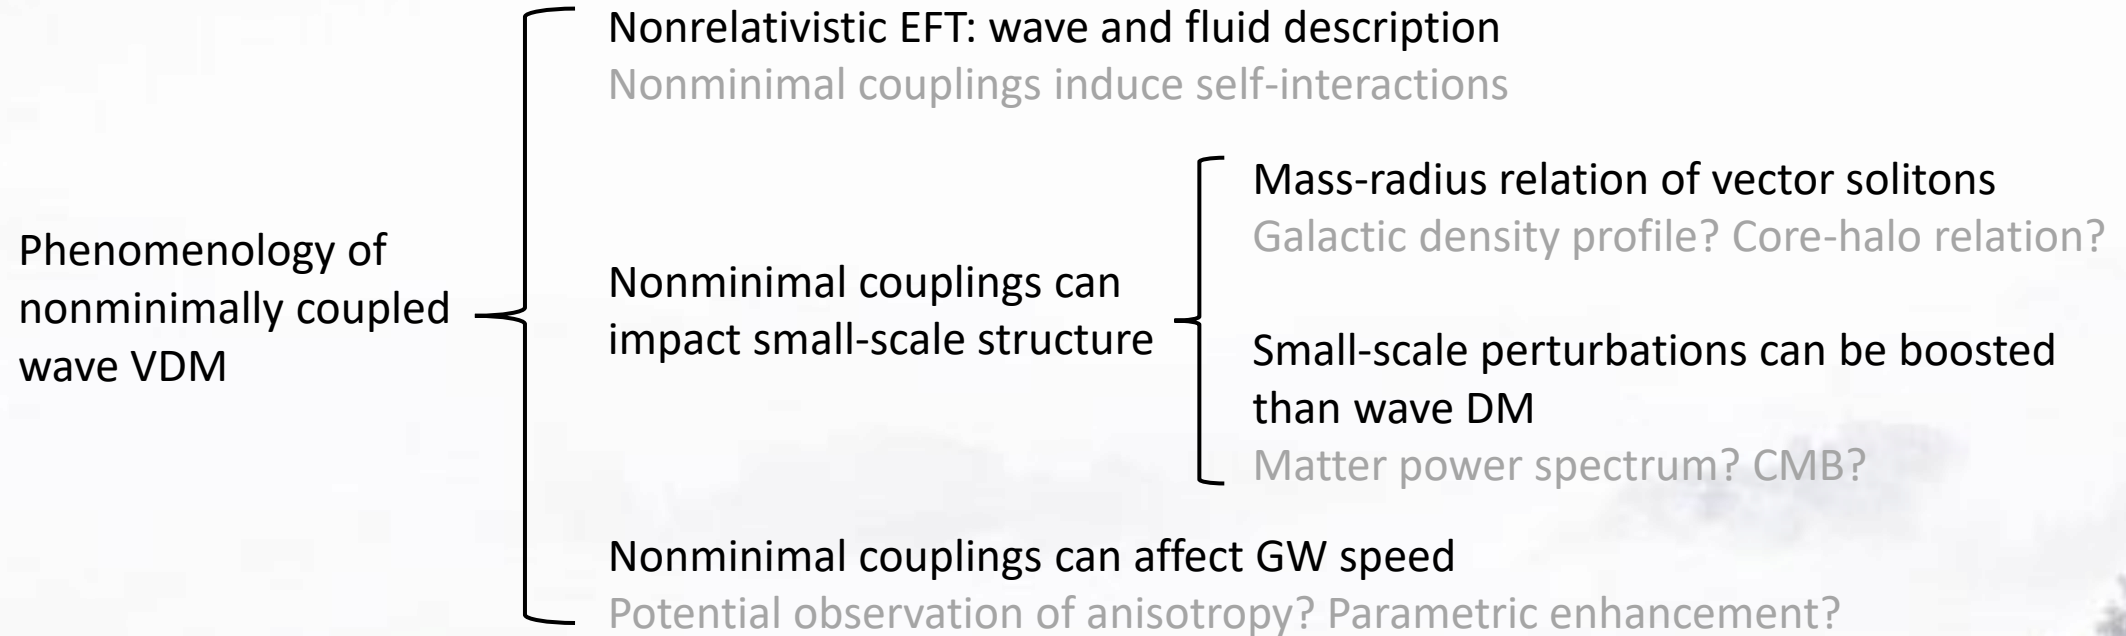 Nonrelativistic EFT: wave and fluid description
Nonminimal couplings induce self-interactions
Phenomenology of
nonminimally coupled
wave VDM
Nonminimal couplings can
impact small-scale structure
Mass-radius relation of vector solitons
Galactic density profile? Core-halo relation?
Small-scale perturbations can be boosted
than wave DM
Matter power spectrum? CMB?
Nonminimal couplings can affect GW speed
Potential observation of anisotropy? Parametric enhancement?